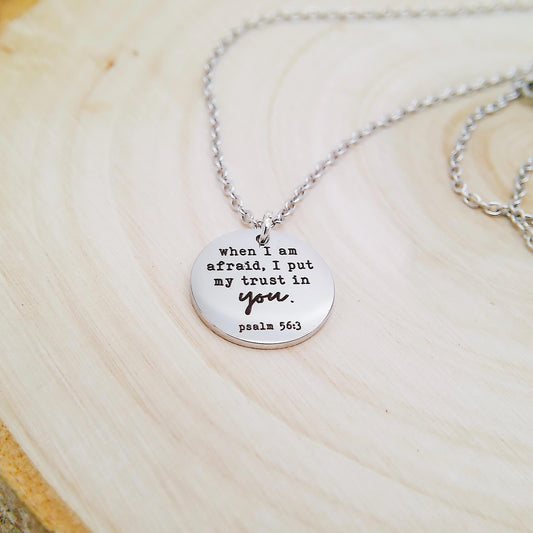 when I am
afraid, I put
my trust in
you.
psalm 56:3